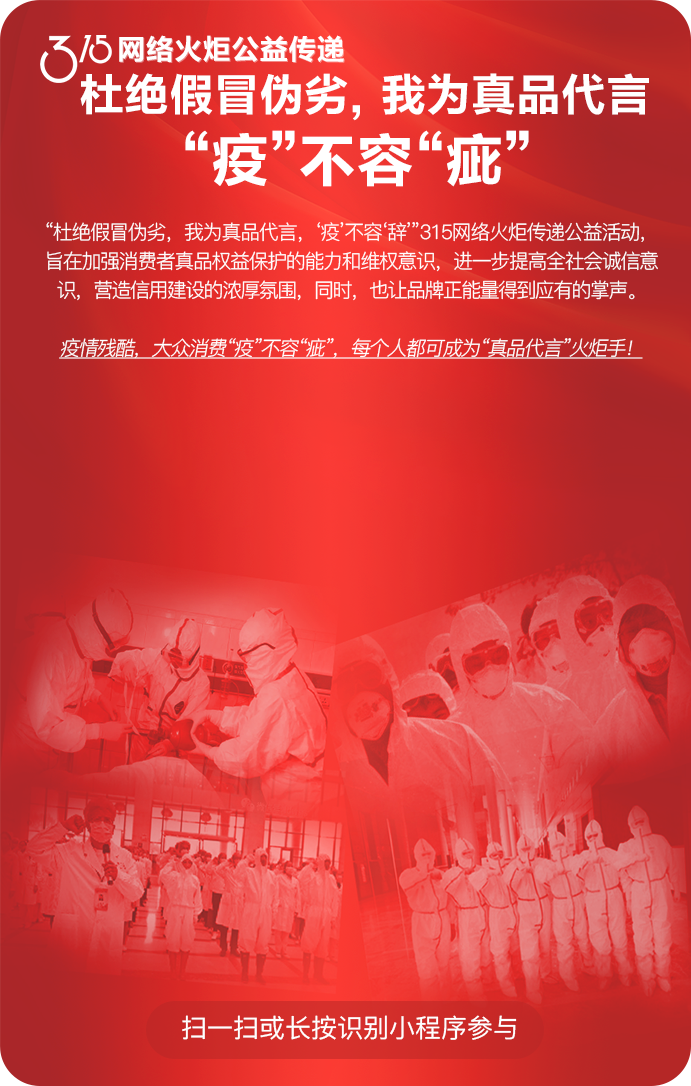 315 网络火炬公益传递
杜绝假冒伪劣，我为真品代言
“疫”不容“疵”
“杜绝假冒伪劣，我为真品代言，‘疫’不容‘辞’”315网络火炬传递公益活动，
旨在加强消费者真品权益保护的能力和维权意识，进一步提高全社会诚信意
识，营造信用建设的浓厚氛围，同时，也让品牌正能量得到应有的掌声。
疫情残酷，大众消费“疫”不容“疵”，每个人都可成为“真品代言”火炬手！
扫一扫或长按识别小程序参与